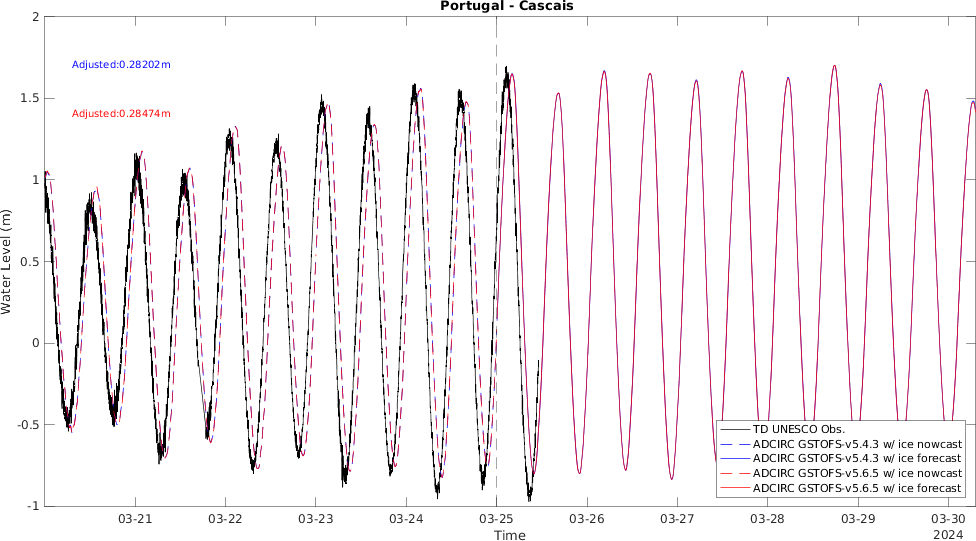 Portugal - Cascais
2
1.5
1
0.5
0
-0.5
-1
Water Level (m)
Adjusted:0.28202m
Adjusted:0.28474m
TD UNESCO Obs.
ADCIRC GSTOFS-v5.4.3 w/ ice nowcast
ADCIRC GSTOFS-v5.4.3 w/ ice forecast
ADCIRC GSTOFS-v5.6.5 w/ ice nowcast
ADCIRC GSTOFS-v5.6.5 w/ ice forecast
03-21 03-22 03-23 03-24 03-25 03-26 03-27 03-28 03-29 03-30
Time
2024